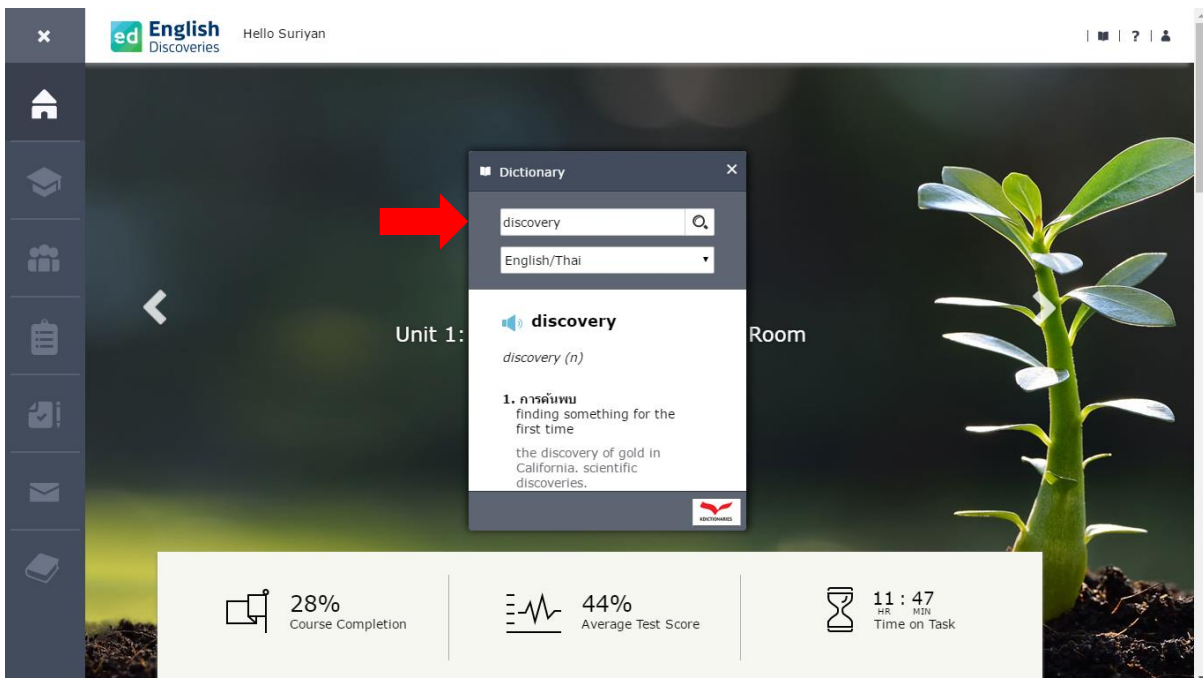 ed English Discoveries
Hello Suriyan
| | ? |
Dictionary
discovery
English/Thai
discovery
discovery (n)
1. การค้นพบ
finding something for the
first time
the discovery of gold in
California. scientific
discoveries.
KDICTIONARIES
Unit 1:
Room
28%
Course Completion
44%
Average Test Score
11 : 47
HR MIN
Time on Task